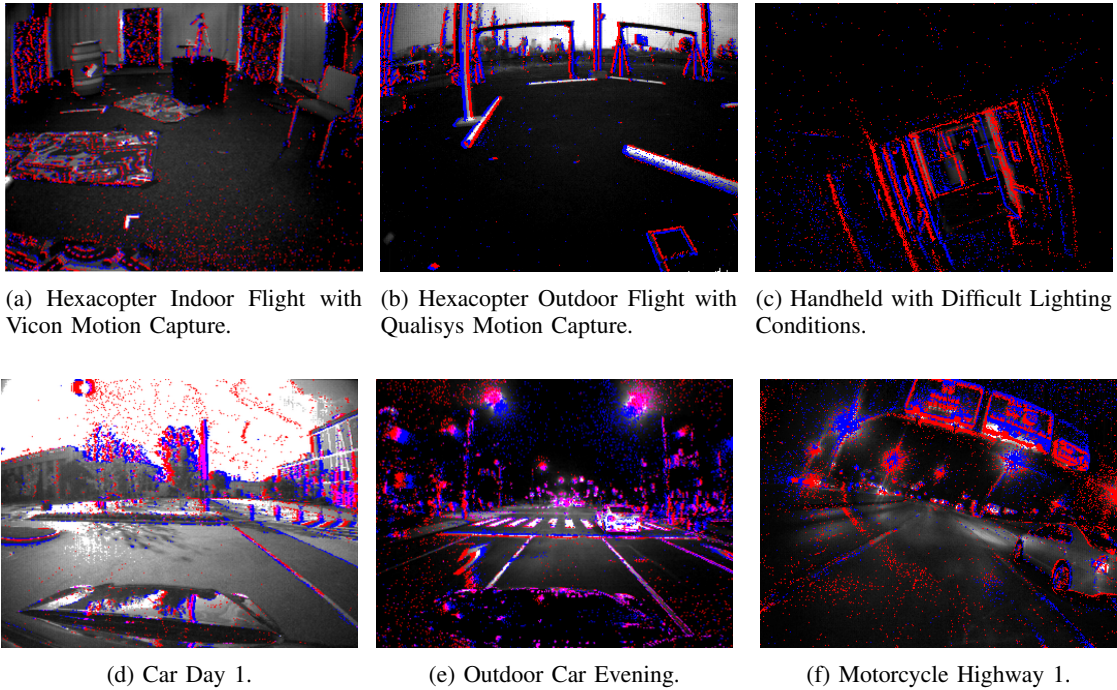 (a) Hexacopter Indoor Flight with
Vicon Motion Capture.
(b) Hexacopter Outdoor Flight with
Qualisys Motion Capture.
(c) Handheld with Difficult Lighting
Conditions.
(d) Car Day 1.
(e) Outdoor Car Evening.
(f) Motorcycle Highway 1.